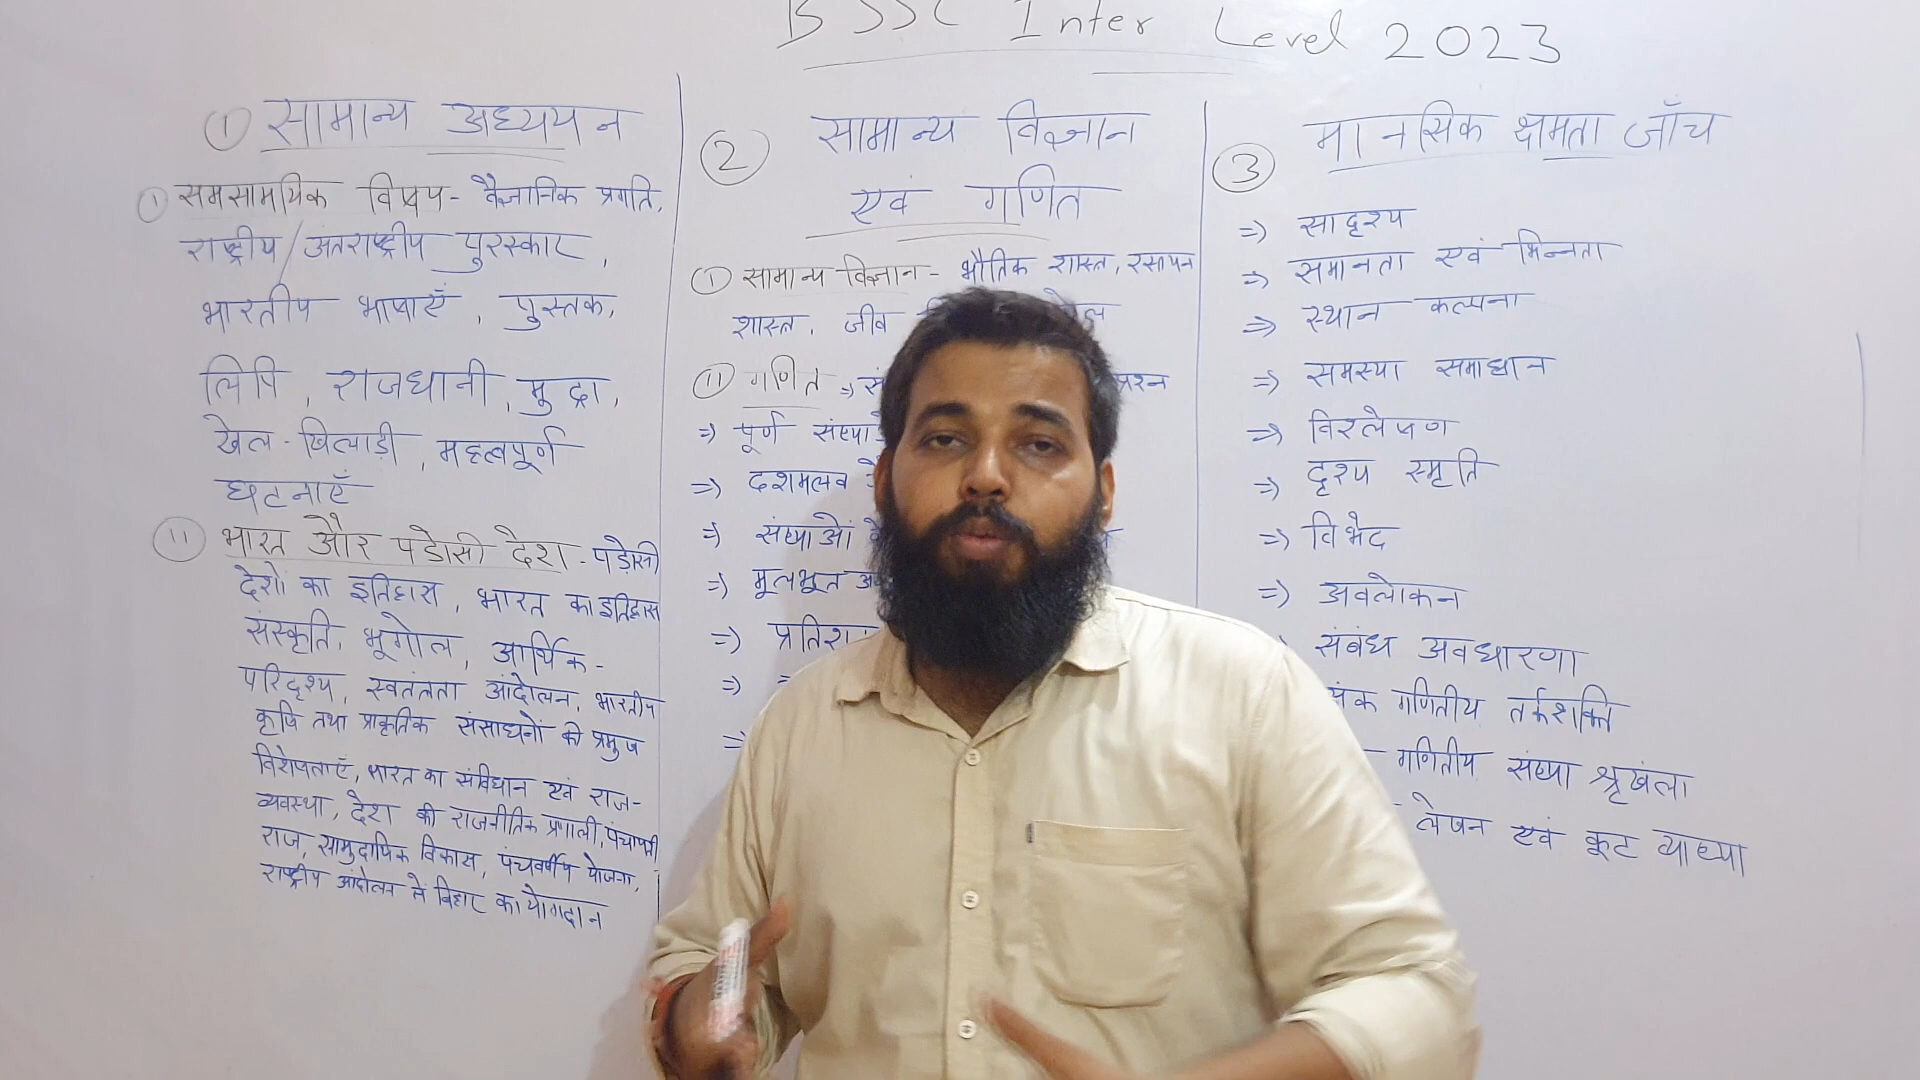 BSSC Inter Level 2023
① सामान्य अध्ययन
① समसामयिक विषय - वैज्ञानिक प्रगति,
राष्ट्रीय/अंतराष्ट्रीय पुरस्कार,
भारतीय भाषाएँ, पुस्तक,
लिपि, राजधानी, मुद्रा,
खेल - खिलाड़ी, महत्वपूर्ण
घटनाएँ
⑪ भारत और पडोसी देश - पड़ोसी
देशों का इतिहास, भारत का इतिहास
संस्कृति, भूगोल, आर्थिक -
परिदृश्य, स्वतंत्रता आंदोलन, भारतीय
कृषि तथा प्राकृतिक संसाधनों की प्रमुख
विशेषताएँ, भारत का संविधान एवं राज-
व्यवस्था, देश की राजनीतिक प्रणाली, पंचायती
राज, सामुदायिक विकास, पंचवर्षीय योजना,
राष्ट्रीय आंदोलन में बिहार का योगदान
② सामान्य विज्ञान
एवं गणित
① सामान्य विज्ञान - भौतिक शास्त्र, रसायन
शास्त्र, जीव
⑪ गणित =>
=> पूर्ण संख्या
=> दशमलव
=> संख्याओं
=> मूलभूत
=>
=>
=>
③ मानसिक क्षमता जाँच
=> सादृश्य
=> समानता एवं भिन्नता
=> स्थान कल्पना
=> समस्या समाधान
=> विश्लेषण
=> दृश्य स्मृति
=> विभेद
=> अवलोकन
संबंध अवधारणा
गणितीय तर्कशक्ति
गणितीय संख्या श्रृखंला
लेखन एवं कूट व्याख्या